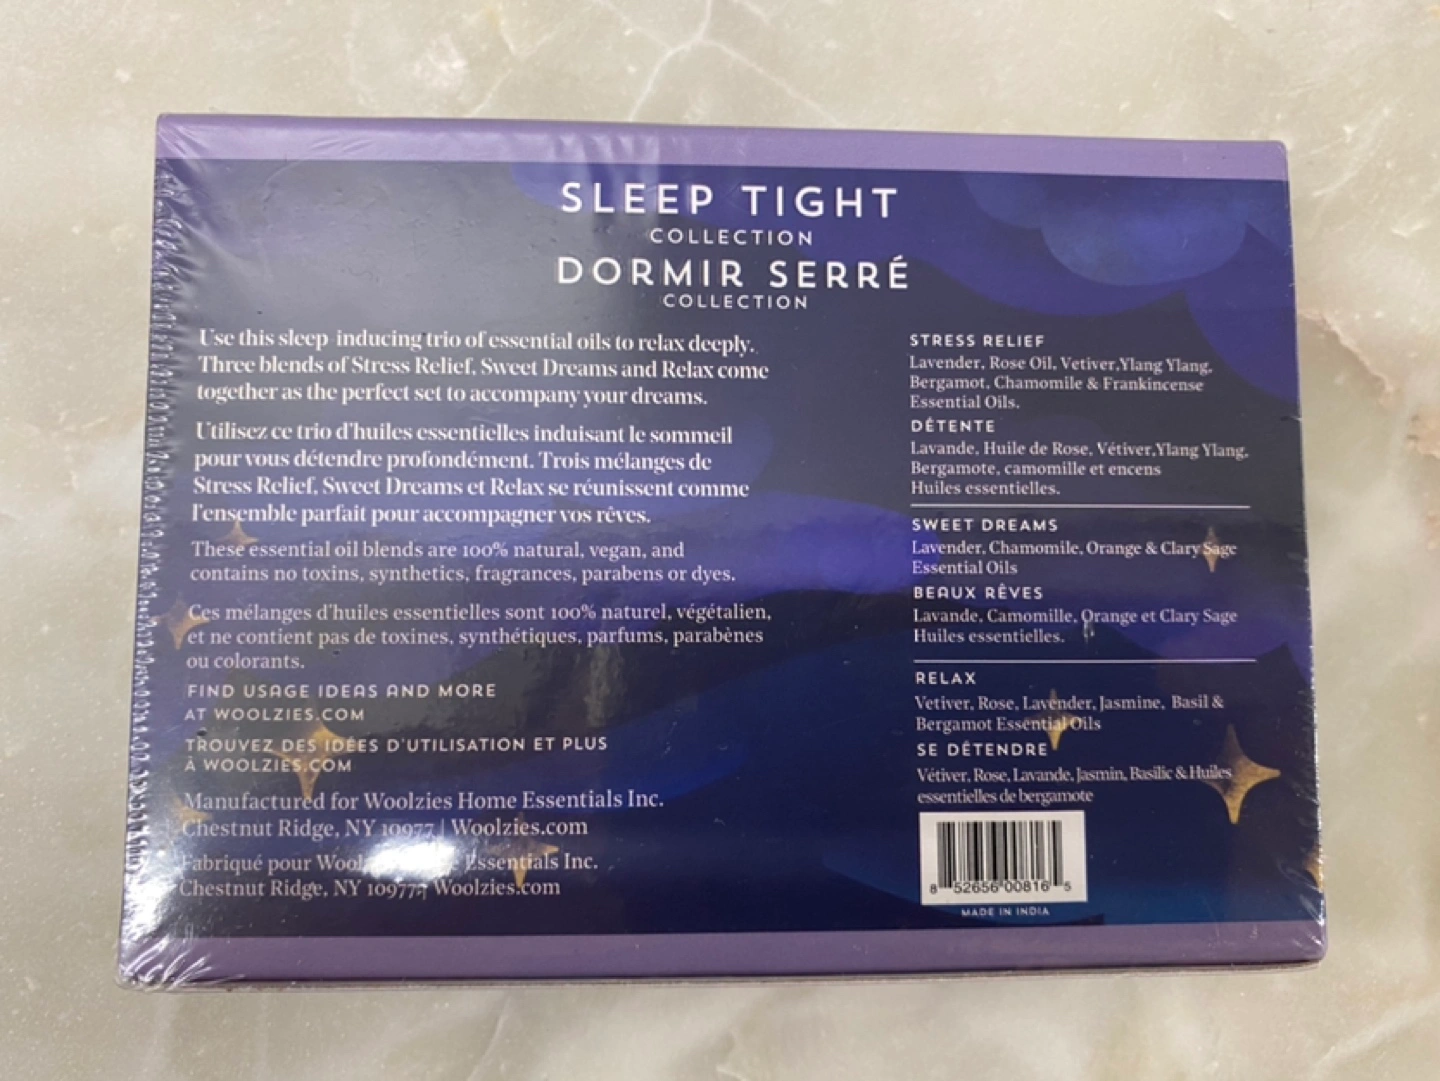 SLEEP TIGHT
COLLECTION
DORMIR SERRÉ
COLLECTION
Use this sleep-inducing trio of essential oils to relax deeply.
Three blends of Stress Relief, Sweet Dreams and Relax come
together as the perfect set to accompany your dreams.
Utilisez ce trio d'huiles essentielles induisant le sommeil
pour vous détendre profondément. Trois mélanges de
Stress Relief, Sweet Dreams et Relax se réunissent comme
l'ensemble parfait pour accompagner vos rêves.
These essential oil blends are 100% natural, vegan, and
contains no toxins, synthetics, fragrances, parabens or dyes.
Ces mélanges d'huiles essentielles sont 100% naturel, végétalien,
et ne contient pas de toxines, synthétiques, parfums, parabènes
ou colorants.
FIND USAGE IDEAS AND MORE
AT WOOLZIES.COM
TROUVEZ DES IDÉES D'UTILISATION ET PLUS
À WOOLZIES.COM
Manufactured for Woolzies Home Essentials Inc.
Chestnut Ridge, NY 10977 | Woolzies.com
Fabriqué pour Essentials Inc.
Chestnut Ridge, NY 10977 | Woolzies.com
STRESS RELIEF
Lavender, Rose Oil, Vetiver,Ylang Ylang,
Bergamot, Chamomile & Frankincense
Essential Oils.
DÉTENTE
Lavande, Huile de Rose, Vétiver,Ylang Ylang,
Bergamote, camomille et encens
Huiles essentielles.
SWEET DREAMS
Lavender, Chamomile, Orange & Clary Sage
Essential Oils
BEAUX RÊVES
Lavande, Camomille, Orange et Clary Sage
Huiles essentielles.
RELAX
Vetiver, Rose, Lavender, Jasmine, Basil &
Bergamot Essential Oils
SE DÉTENDRE
Vétiver, Rose, Lavande, Jasmin, Basilic & Huiles
essentielles de bergamote
8 52656 00816 5
MADE IN INDIA